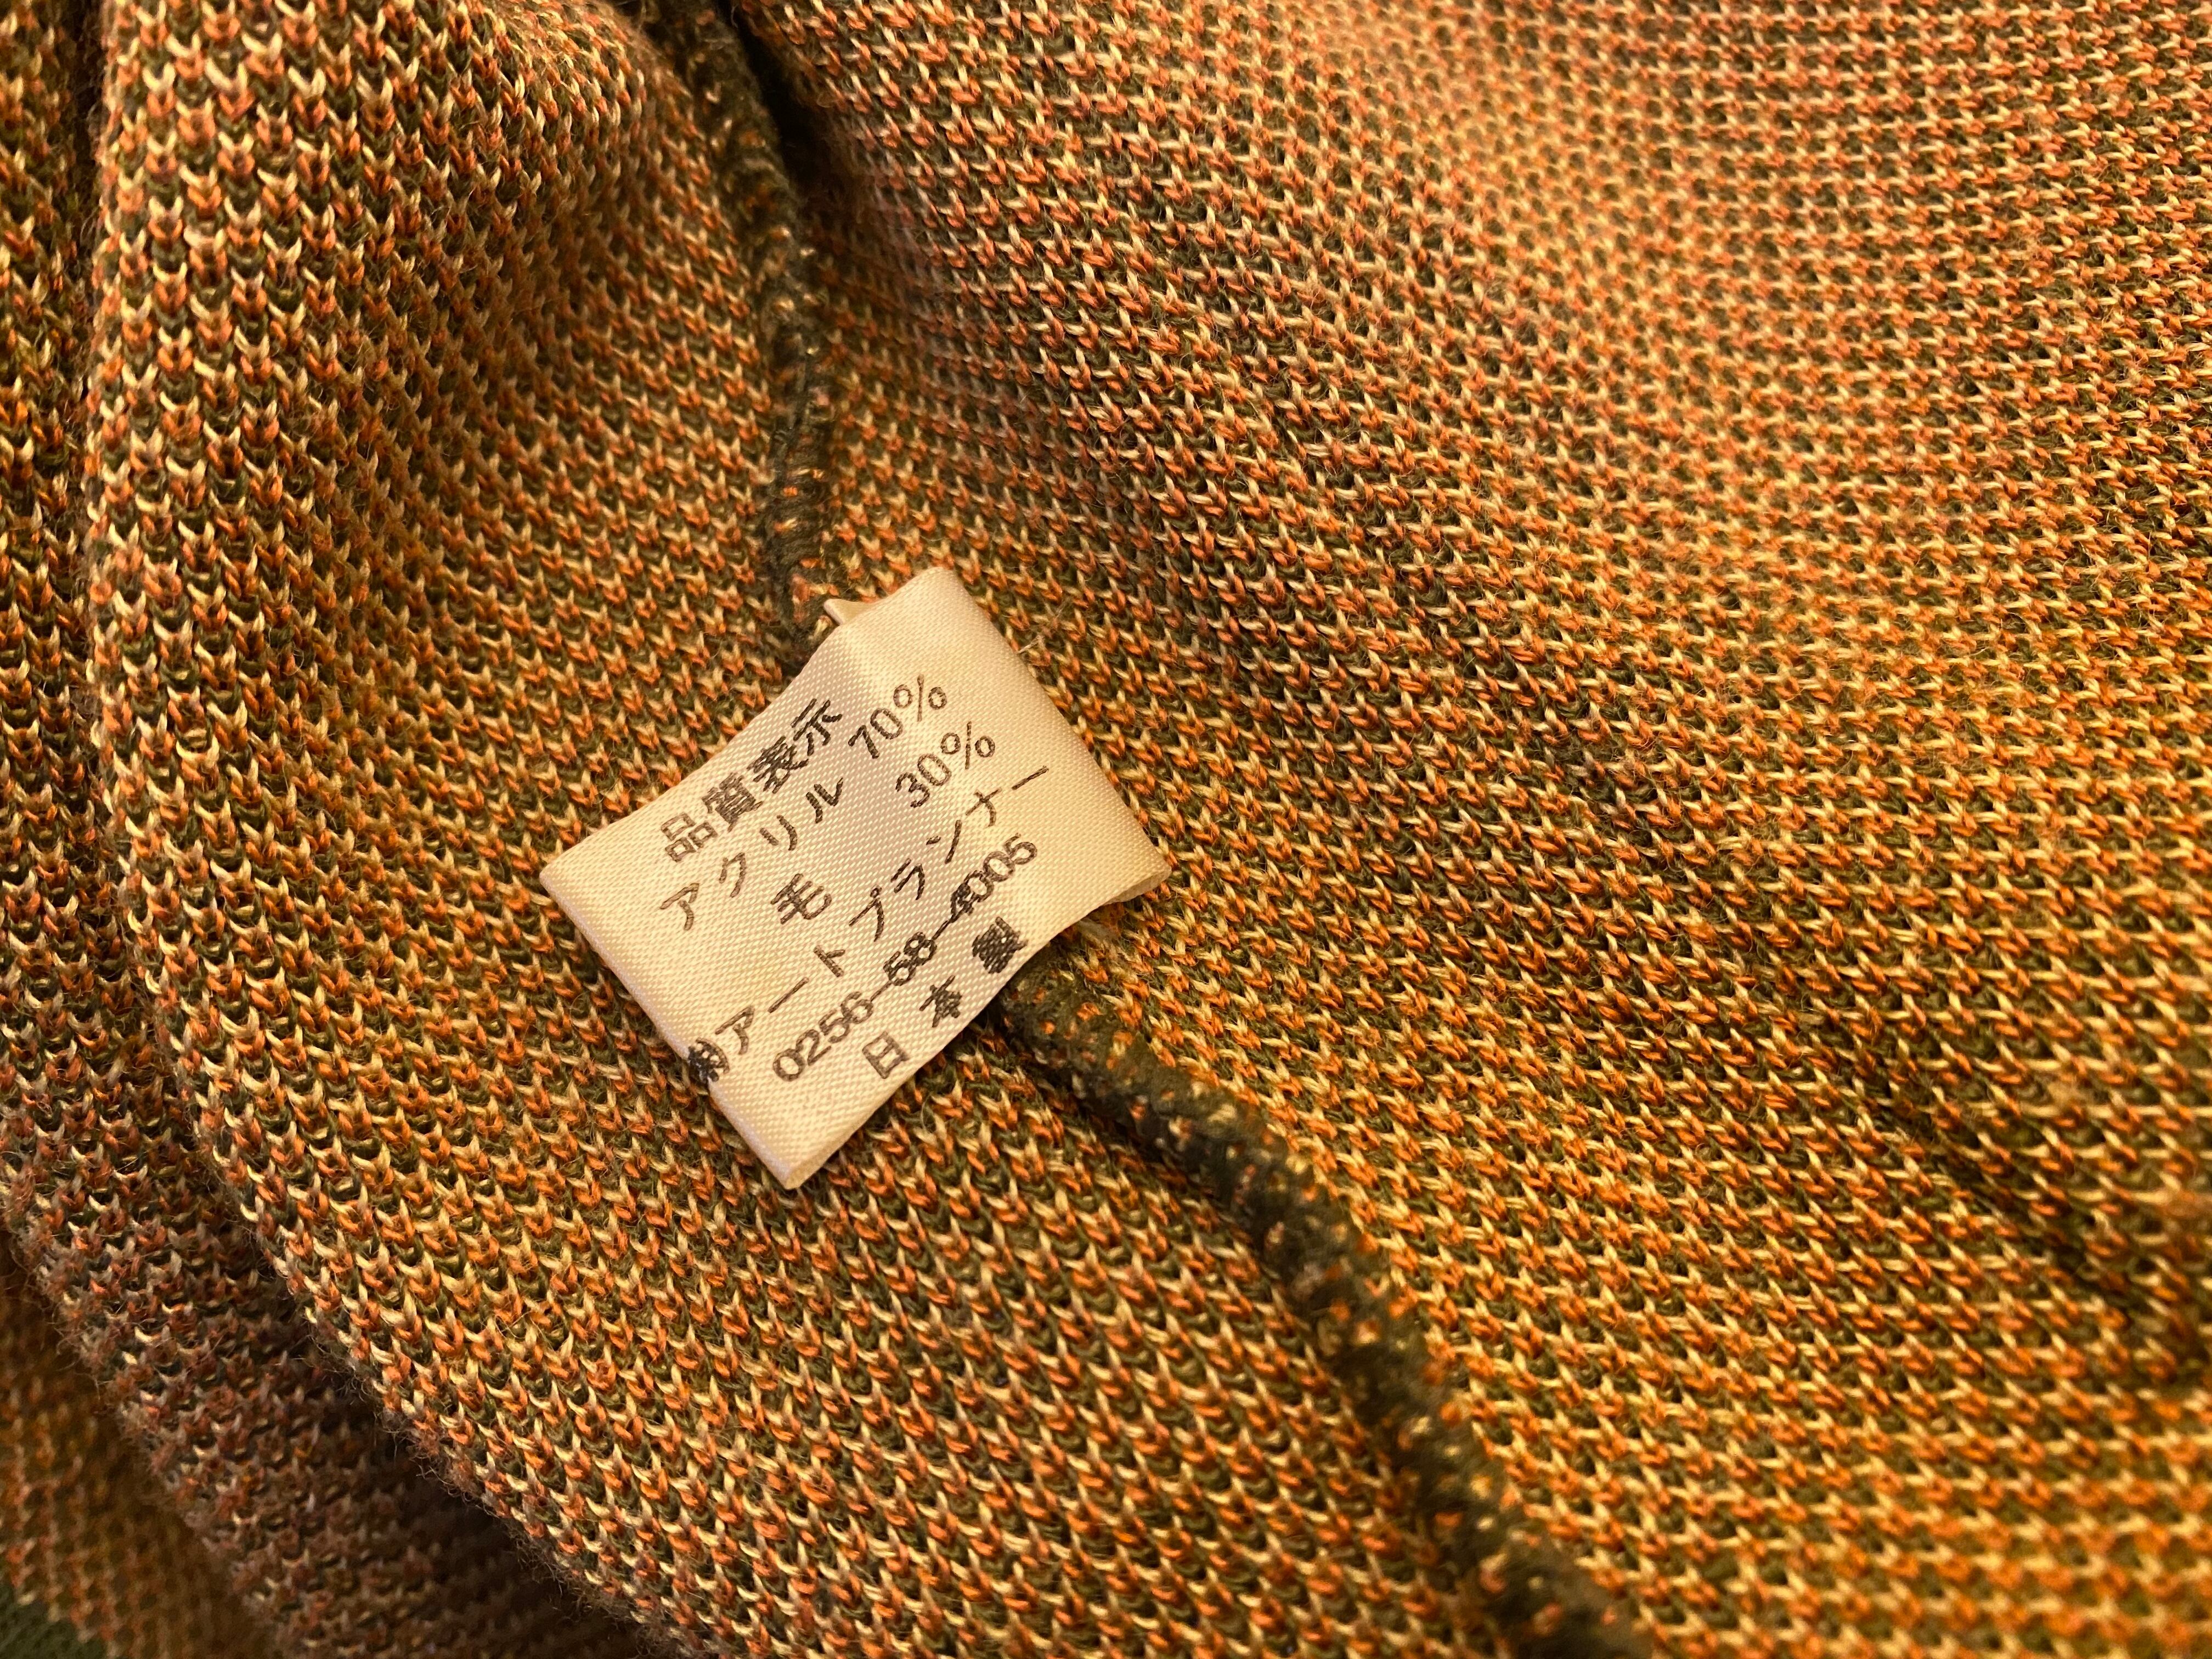 品質表示
アクリル 70%
毛 30%
㈱アートプランナー
0256-58-4005
日本製